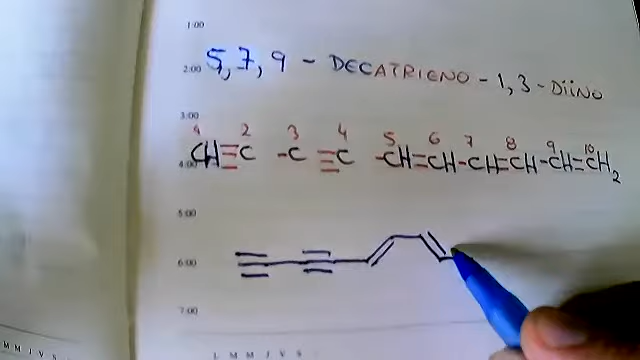 1:00
2:00 5,7,9 - DECATRIENO - 1,3 - DiiNO
3:00
1 2 3 4 5 6 7 8 9 10
4:00 CH≡C-C≡C-CH=CH-CH=CH-CH=CH2
5:00
6:00
7:00
M M J V S
L M M J V S